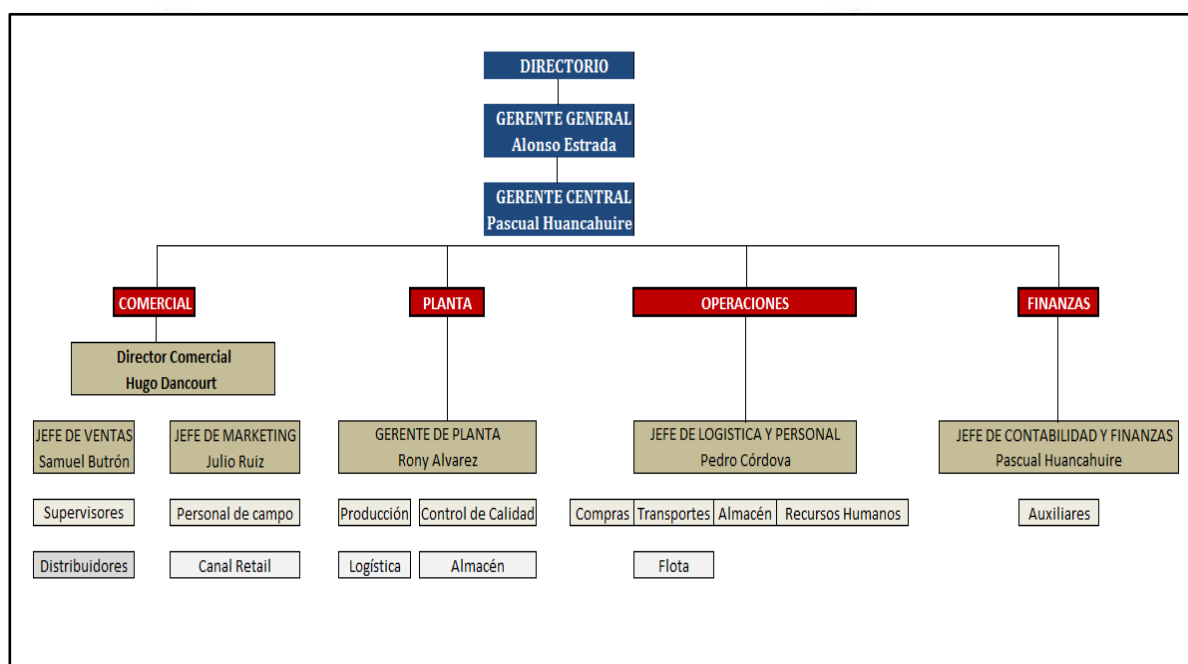 DIRECTORIO
GERENTE GENERAL
Alonso Estrada
GERENTE CENTRAL
Pascual Huancahuire
COMERCIAL
PLANTA
OPERACIONES
FINANZAS
Director Comercial
Hugo Dancourt
JEFE DE VENTAS
Samuel Butrón
JEFE DE MARKETING
Julio Ruiz
GERENTE DE PLANTA
Rony Alvarez
JEFE DE LOGISTICA Y PERSONAL
Pedro Córdova
JEFE DE CONTABILIDAD Y FINANZAS
Pascual Huancahuire
Supervisores
Personal de campo
Producción
Control de Calidad
Compras
Transportes
Almacén
Recursos Humanos
Auxiliares
Distribuidores
Canal Retail
Logística
Almacén
Flota